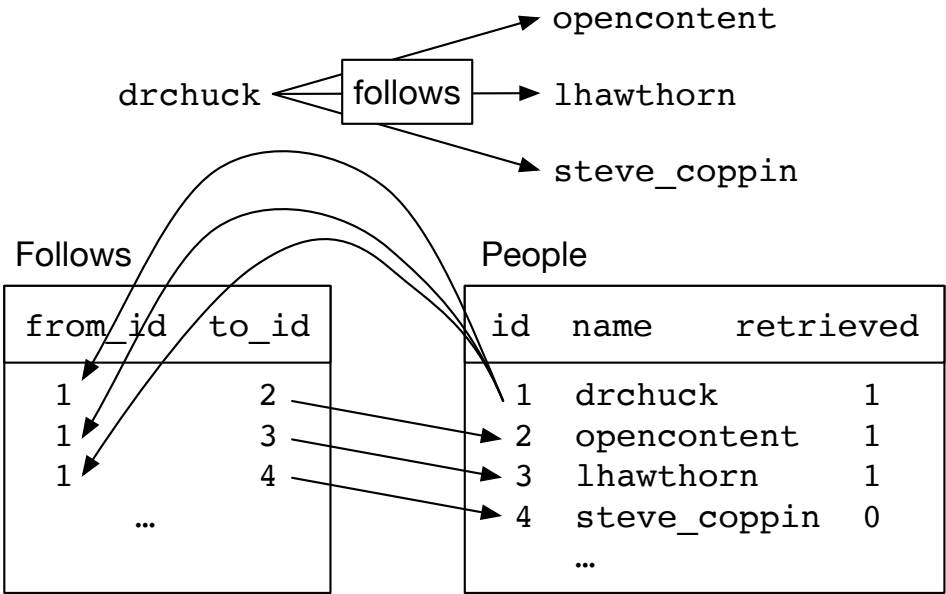 opencontent
drchuck follows lhawthorn
steve_coppin
Follows
from_id to_id
1 2
1 3
1 4
…
People
id name retrieved
1 drchuck 1
2 opencontent 1
3 lhawthorn 1
4 steve_coppin 0
…